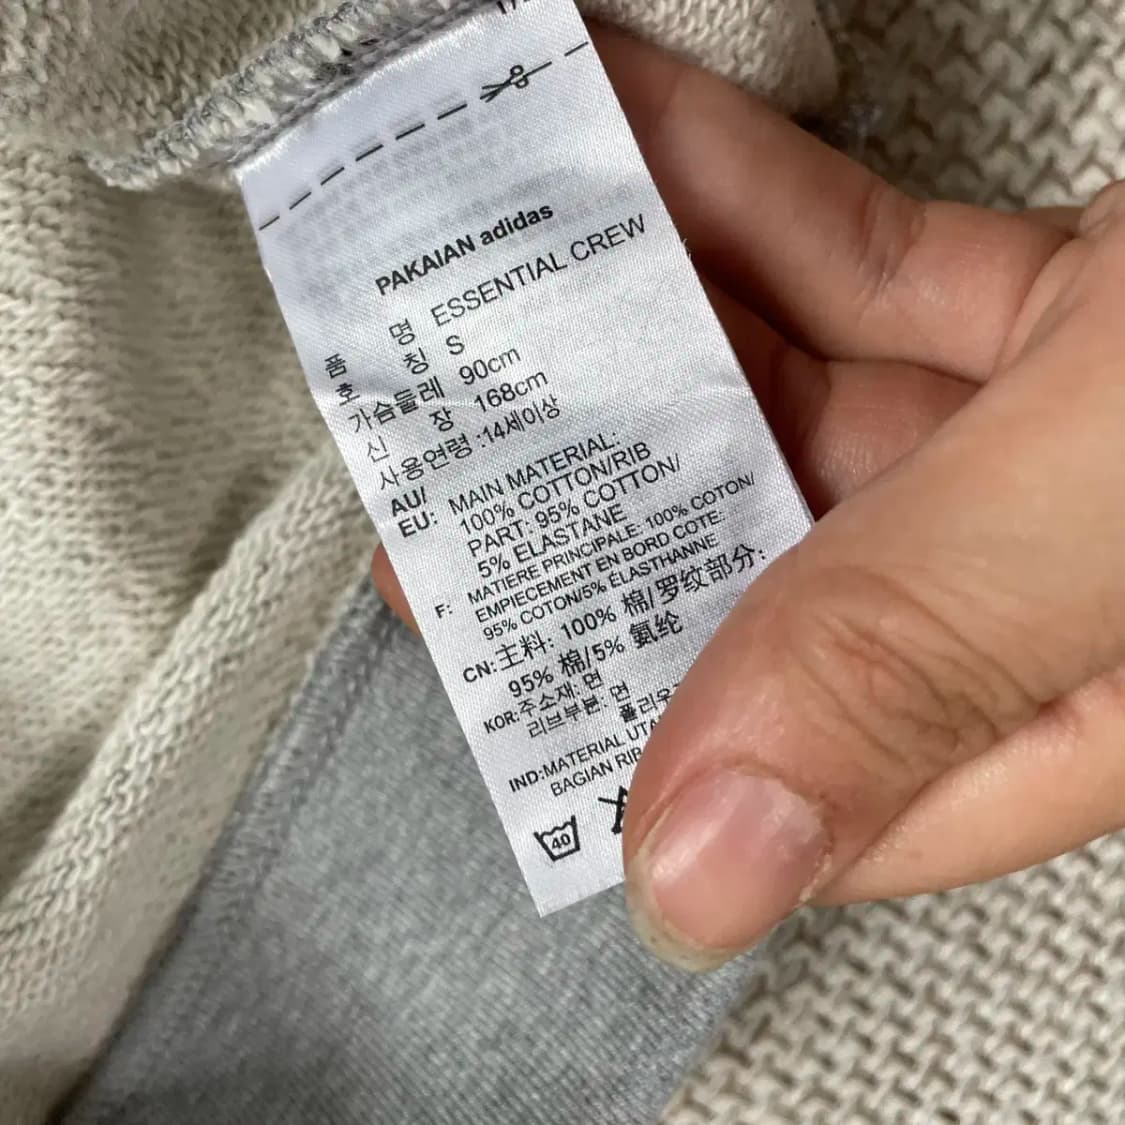 PAKAIAN adidas
품 명 ESSENTIAL CREW
호 칭 S
가슴둘레 90cm
신 장 168cm
사용연령 :14세이상
AU/
EU: MAIN MATERIAL:
100% COTTON/RIB
PART: 95% COTTON/
5% ELASTANE
F: MATIERE PRINCIPALE: 100% COTON/
EMPIECEMENT EN BORD COTE:
95% COTON/5% ÉLASTHANNE
CN:主料: 100% 棉/罗纹部分:
95% 棉/5% 氨纶
KOR:주소재: 면
리브부분: 면
IND:MATERIAL
BAGIAN RIB
40